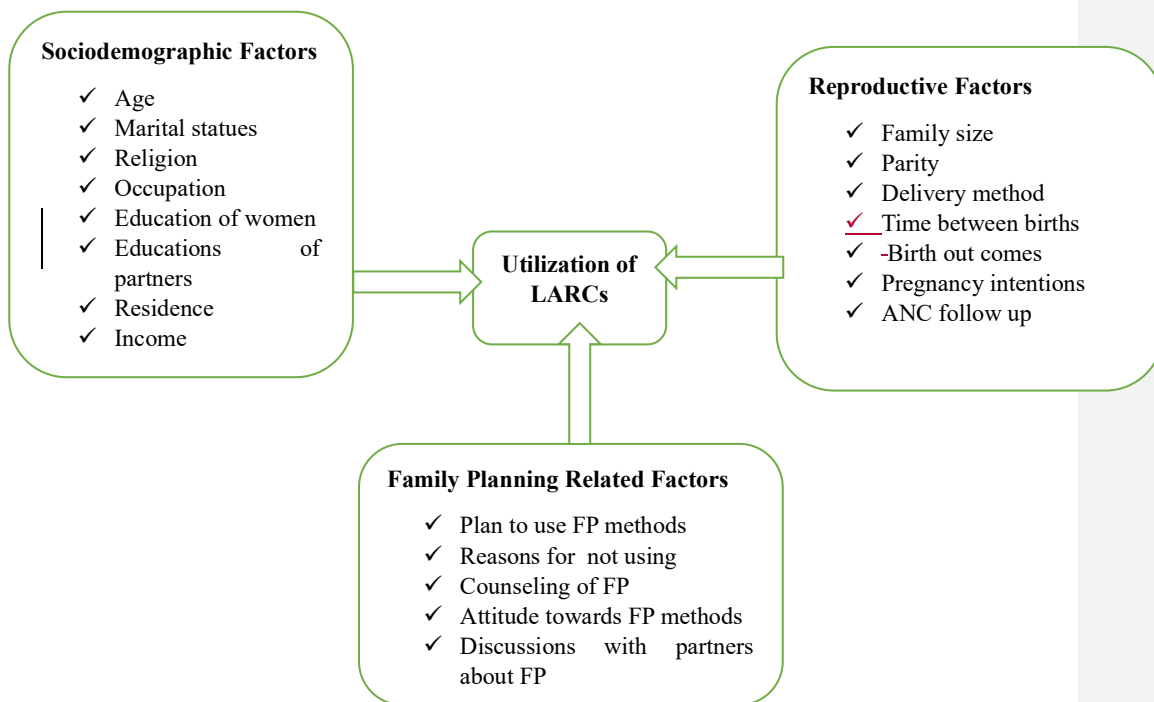 Sociodemographic Factors
✓ Age
✓ Marital statues
✓ Religion
✓ Occupation
✓ Education of women
✓ Educations of
partners
✓ Residence
✓ Income
Utilization of
LARCs
Reproductive Factors
✓ Family size
✓ Parity
✓ Delivery method
✓ Time between births
✓ -Birth out comes
✓ Pregnancy intentions
✓ ANC follow up
Family Planning Related Factors
✓ Plan to use FP methods
✓ Reasons for not using
✓ Counseling of FP
✓ Attitude towards FP methods
✓ Discussions with partners
about FP